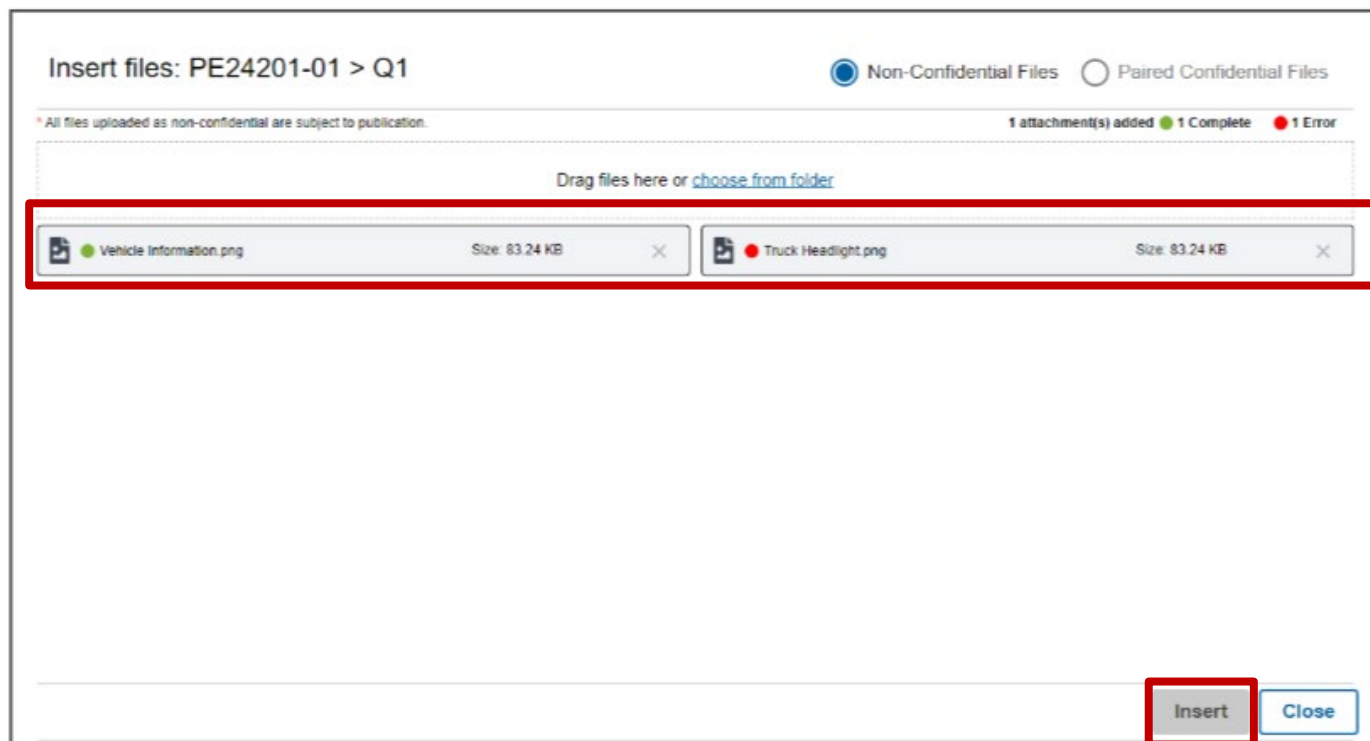 Insert files: PE24201-01 > Q1
Non-Confidential Files
Paired Confidential Files
* All files uploaded as non-confidential are subject to publication.
1 attachment(s) added 1 Complete 1 Error
Drag files here or choose from folder
Vehicle Information.png Size: 83.24 KB
Truck Headlight.png Size: 83.24 KB
Insert
Close